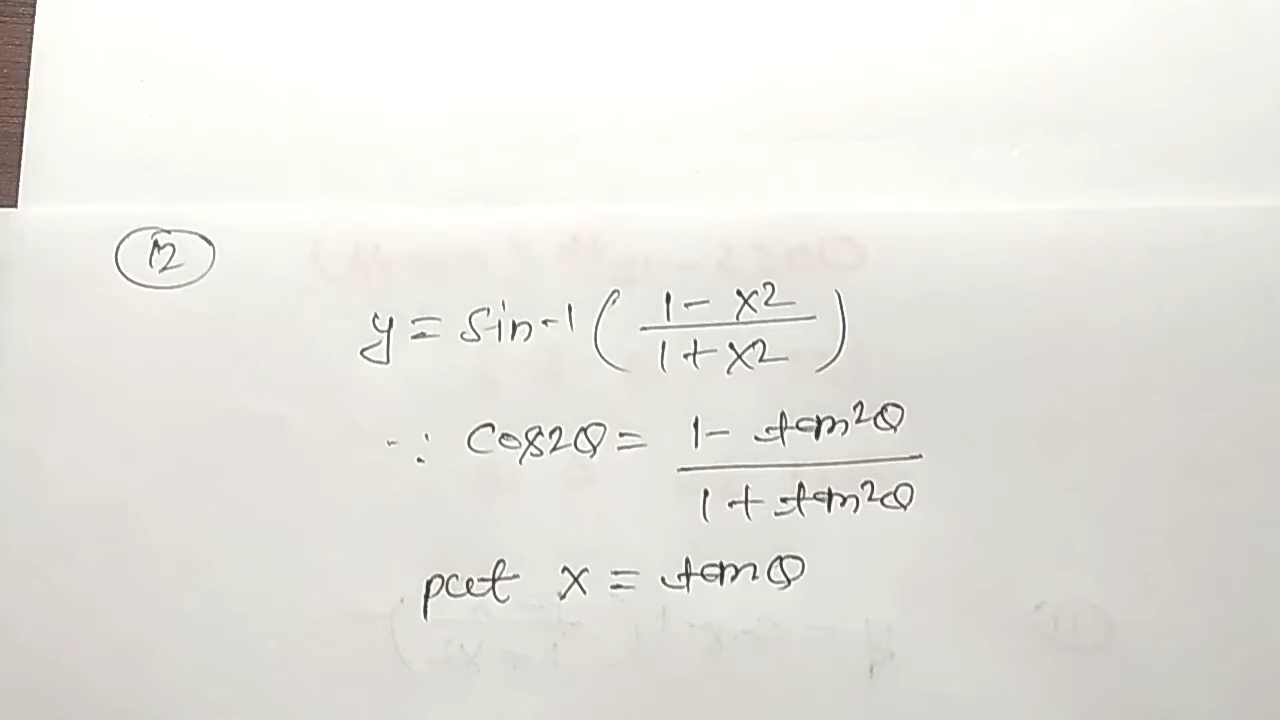 12
y = sin-1 ( 1 - x2 / 1 + x2 )
∵ cos2θ = 1 - tan2θ / 1 + tan2θ
put x = tanθ